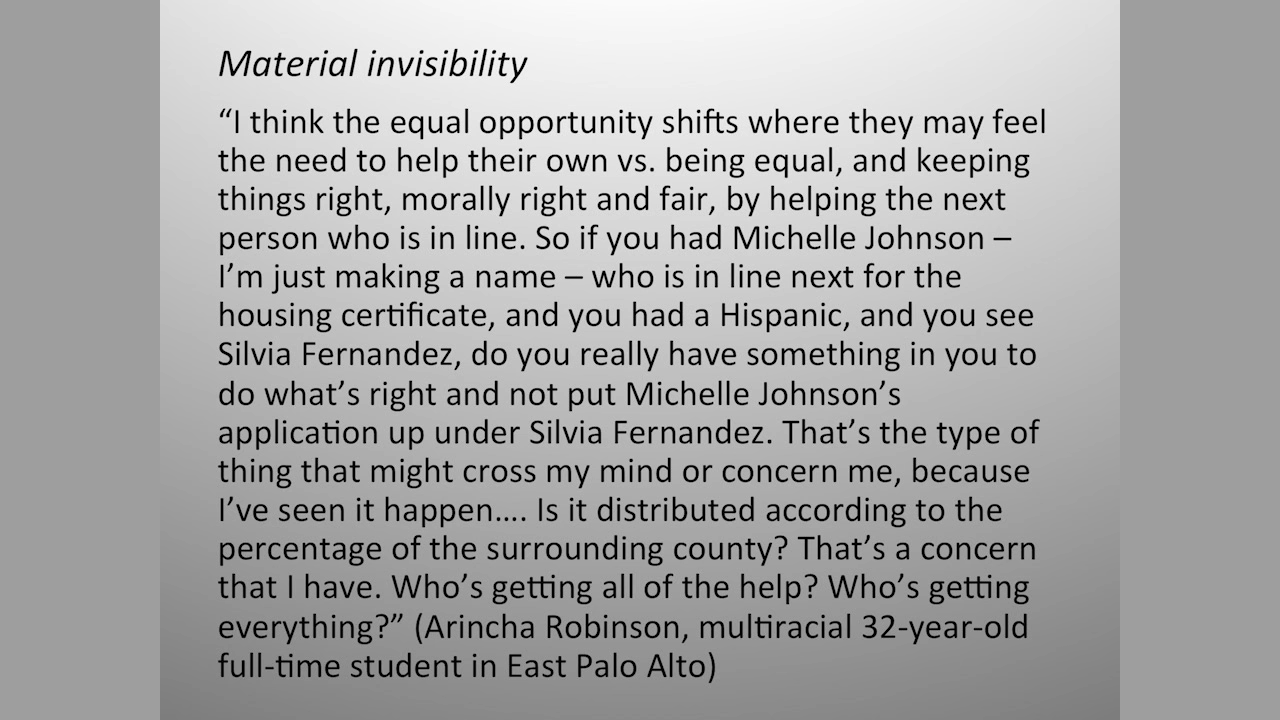 Material invisibility
“I think the equal opportunity shifts where they may feel
the need to help their own vs. being equal, and keeping
things right, morally right and fair, by helping the next
person who is in line. So if you had Michelle Johnson –
I’m just making a name – who is in line next for the
housing certificate, and you had a Hispanic, and you see
Silvia Fernandez, do you really have something in you to
do what’s right and not put Michelle Johnson’s
application up under Silvia Fernandez. That’s the type of
thing that might cross my mind or concern me, because
I’ve seen it happen…. Is it distributed according to the
percentage of the surrounding county? That’s a concern
that I have. Who’s getting all of the help? Who’s getting
everything?” (Arincha Robinson, multiracial 32-year-old
full-time student in East Palo Alto)